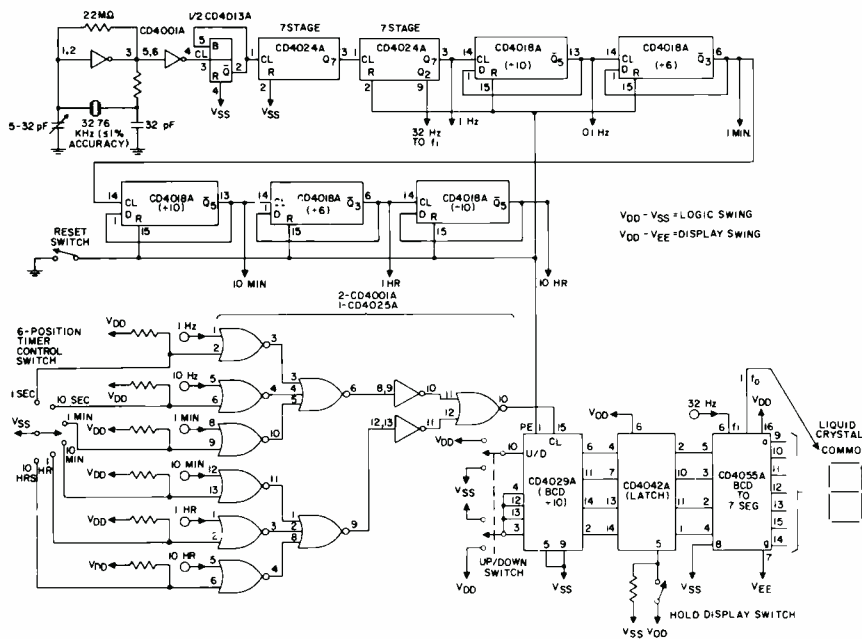 22MΩ
CD4001A
1/2 CD4013A
7 STAGE
7 STAGE
1,2
3
5,6
4
5
B
CL
3
Q̄
2
R
4
VSS
1
CL
CD4024A
Q7
R
2
VSS
3
1
CL
CD4024A
Q7
R
Q2
2
9
3
32 Hz
TO f1
1 Hz
14
CL
D
1
CD4018A
(÷10)
Q̄5
13
R
15
0.1 Hz
14
CL
D
1
CD4018A
(÷6)
Q̄3
6
R
15
1 MIN.
5-32 pF
32 76
KHz (≤1%
ACCURACY)
32 pF
14
CL
D
1
CD4018A
(÷10)
Q̄5
13
R
15
14
CL
D
1
CD4018A
(÷6)
Q̄3
6
R
15
14
CL
D
1
CD4018A
(÷10)
Q̄5
13
R
15
VDD - VSS = LOGIC SWING
VDD - VEE = DISPLAY SWING
RESET
SWITCH
10 MIN
1 HR
10 HR
2-CD4001A
1-CD4025A
6-POSITION
TIMER
CONTROL
SWITCH
VDD
1 Hz
1
2
3
1 SEC
10 SEC
VDD
10 Hz
5
6
4
VSS
1 MIN
VDD
1 MIN
8
9
10
10
MIN
VDD
10 MIN
12
13
11
1
HR
VDD
1 HR
1
2
3
10
HRS
VDD
10 HR
5
6
4
3
4
5
6
1
2
8
9
8,9
10
12,13
11
11
12
10
PE
1
15
CL
VDD
10
U/D
VSS
4
12
13
3
VDD
UP/DOWN
SWITCH
CD4029A
(BCD
÷10)
6
11
14
2
5
9
VSS
VDD
6
4
7
13
14
CD4042A
(LATCH)
2
10
11
1
5
VSS
VDD
HOLD DISPLAY SWITCH
32 Hz
1
fo
VDD
6
f1
16
5
3
2
4
CD4055A
BCD
TO
7 SEG
a
9
10
11
12
13
15
14
g
8
7
VSS
VEE
LIQUID
CRYSTAL
COMMO